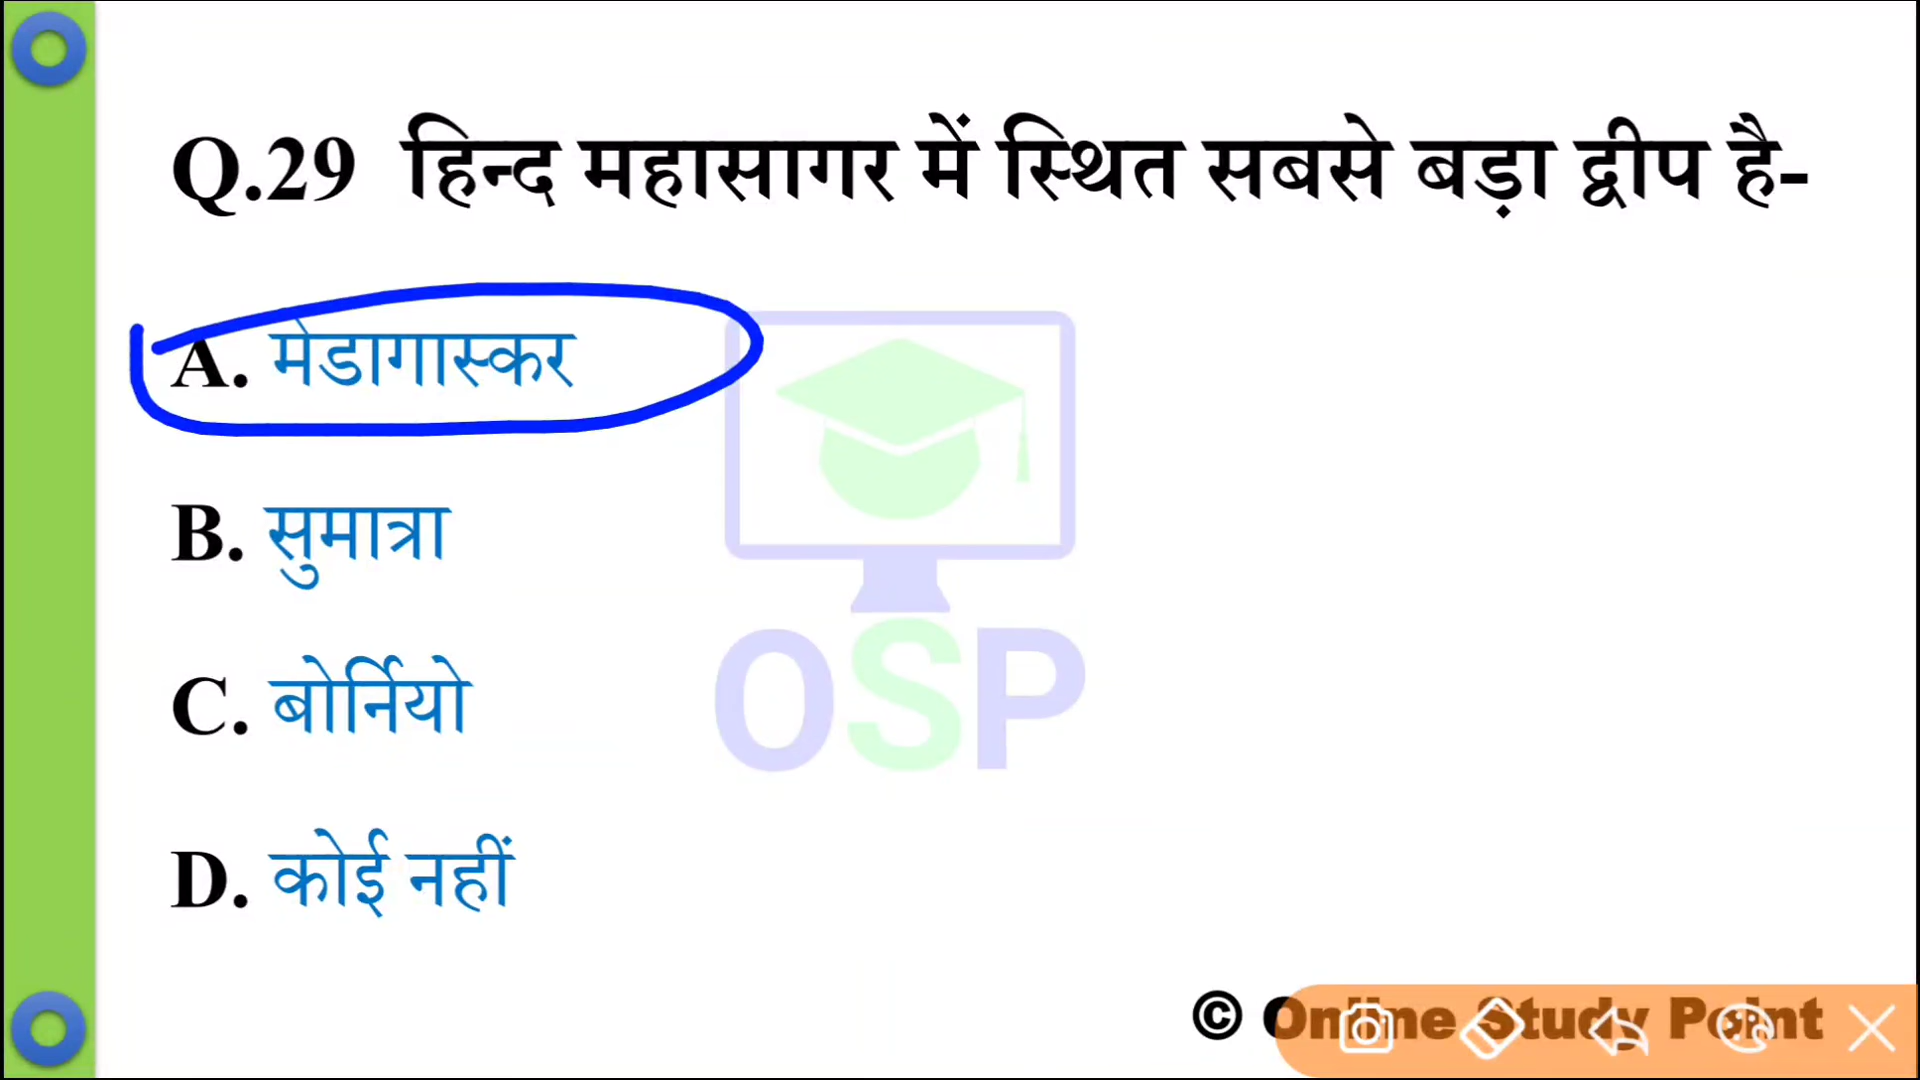 Q.29 हिन्द महासागर में स्थित सबसे बड़ा द्वीप है-
A. मेडागास्कर
B. सुमात्रा
C. बोर्नियो
D. कोई नहीं
OSP
© Online Study Point